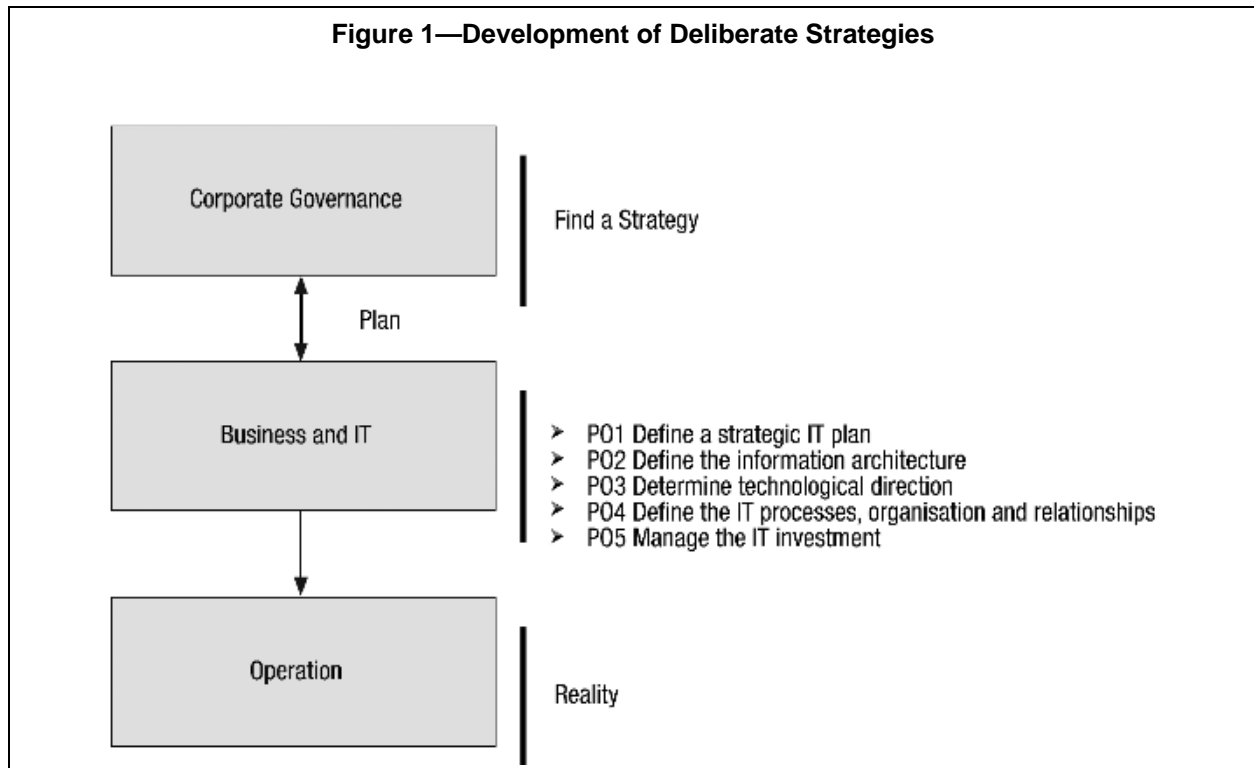 Figure 1—Development of Deliberate Strategies
Corporate Governance
Find a Strategy
Plan
Business and IT
➤ PO1 Define a strategic IT plan
➤ PO2 Define the information architecture
➤ PO3 Determine technological direction
➤ PO4 Define the IT processes, organisation and relationships
➤ PO5 Manage the IT investment
Operation
Reality